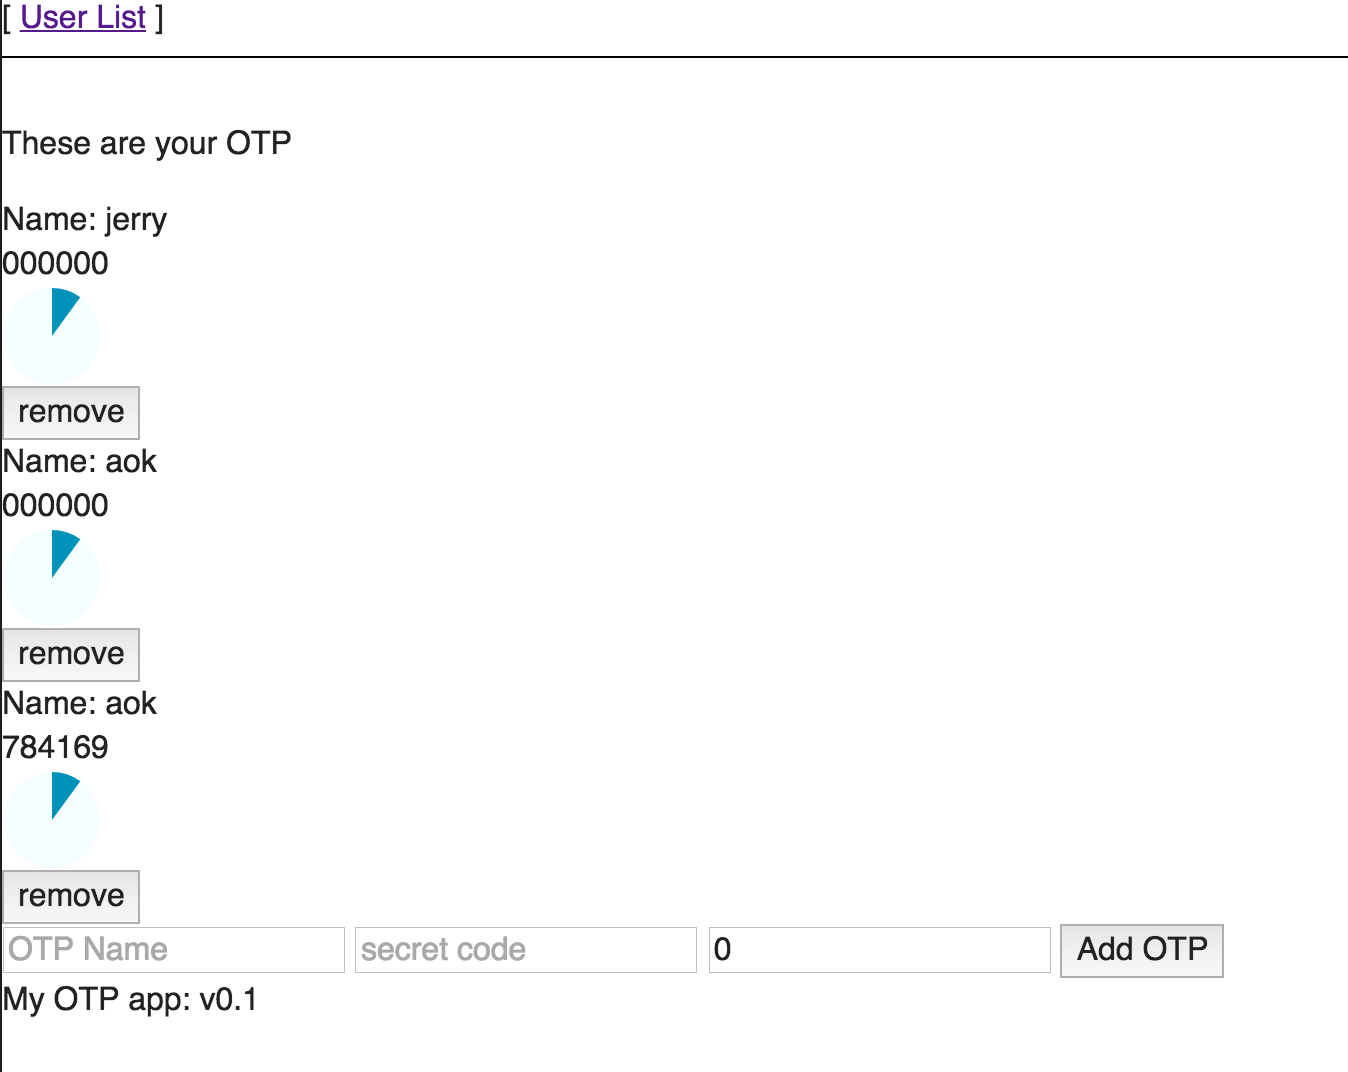 [ User List ]
These are your OTP
Name: jerry
000000
remove
Name: aok
000000
remove
Name: aok
784169
remove
OTP Name secret code 0 Add OTP
My OTP app: v0.1